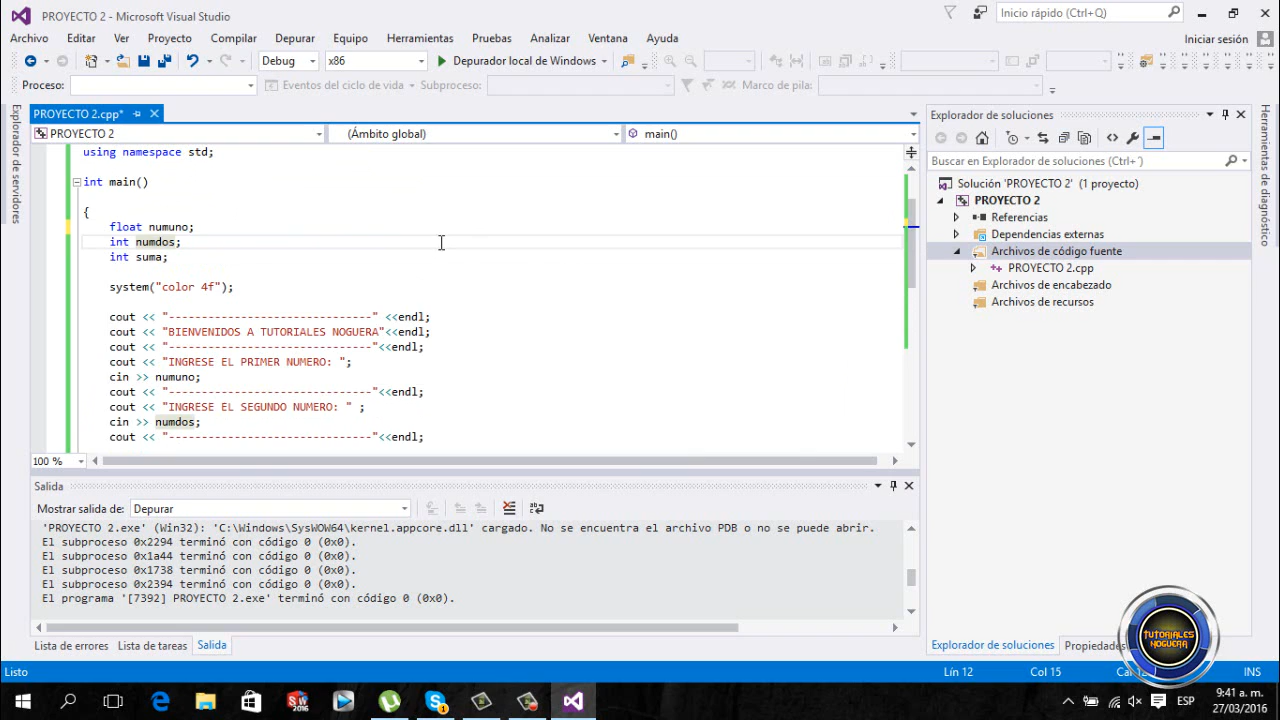 PROYECTO 2 - Microsoft Visual Studio
Inicio rápido (Ctrl+Q)
Archivo Editar Ver Proyecto Compilar Depurar Equipo Herramientas Pruebas Analizar Ventana Ayuda
Iniciar sesión
Debug x86 Depurador local de Windows
Proceso: Eventos del ciclo de vida Subproceso: Marco de pila:
Explorador de servidores
PROYECTO 2.cpp*
PROYECTO 2 (Ámbito global) main()
using namespace std;
int main()
{
float numuno;
int numdos;
int suma;
system("color 4f");
cout << "-------------------------------" <<endl;
cout << "BIENVENIDOS A TUTORIALES NOGUERA"<<endl;
cout << "-------------------------------"<<endl;
cout << "INGRESE EL PRIMER NUMERO: ";
cin >> numuno;
cout << "-------------------------------"<<endl;
cout << "INGRESE EL SEGUNDO NUMERO: " ;
cin >> numdos;
cout << "-------------------------------"<<endl;
100 %
Salida
Mostrar salida de: Depurar
'PROYECTO 2.exe' (Win32): 'C:\Windows\SysWOW64\kernel.appcore.dll' cargado. No se encuentra el archivo PDB o no se puede abrir.
El subproceso 0x2294 terminó con código 0 (0x0).
El subproceso 0x1a44 terminó con código 0 (0x0).
El subproceso 0x1738 terminó con código 0 (0x0).
El subproceso 0x2394 terminó con código 0 (0x0).
El programa '[7392] PROYECTO 2.exe' terminó con código 0 (0x0).
Lista de errores Lista de tareas Salida
Explorador de soluciones
Buscar en Explorador de soluciones (Ctrl+´)
Solución 'PROYECTO 2' (1 proyecto)
PROYECTO 2
Referencias
Dependencias externas
Archivos de código fuente
PROYECTO 2.cpp
Archivos de encabezado
Archivos de recursos
Explorador de soluciones Propiedades
Herramientas de diagnóstico
TUTORIALES
NOGUERA
Listo Lín 12 Col 15 INS
SW
2016
1
ESP
9:41 a. m.
27/03/2016